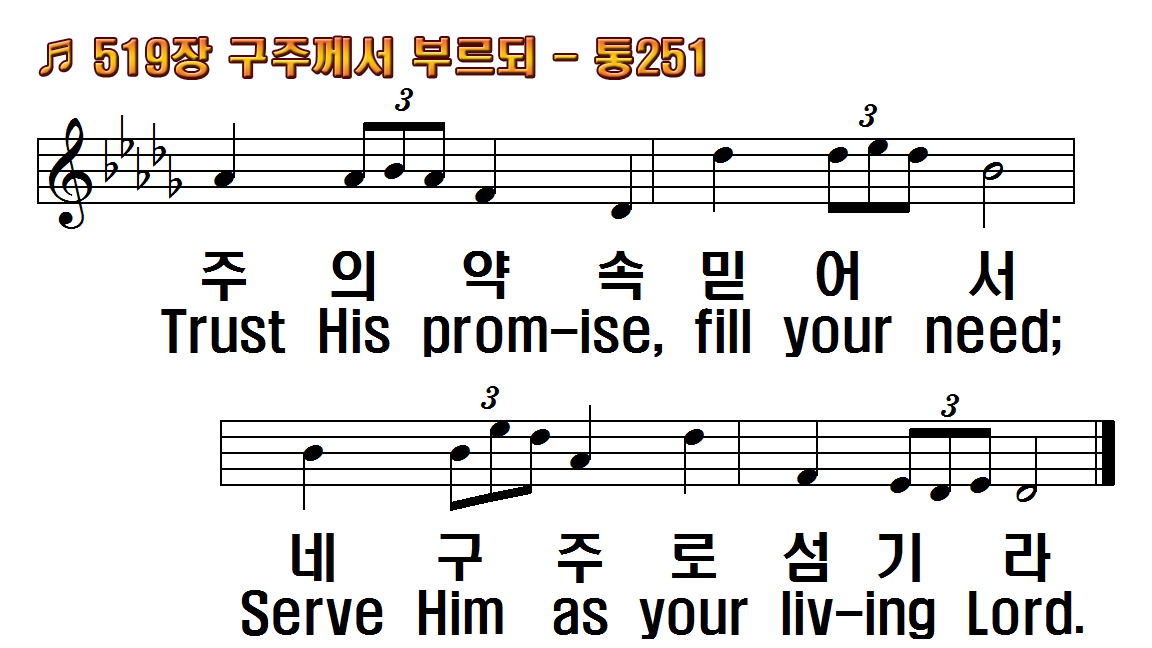 ♬ 519장 구주께서 부르되 - 통251
3 3
주 의 약 속 믿 어 서
Trust His prom-ise, fill your need;
3 3
네 구 주 로 섬 기 라
Serve Him as your liv-ing Lord.